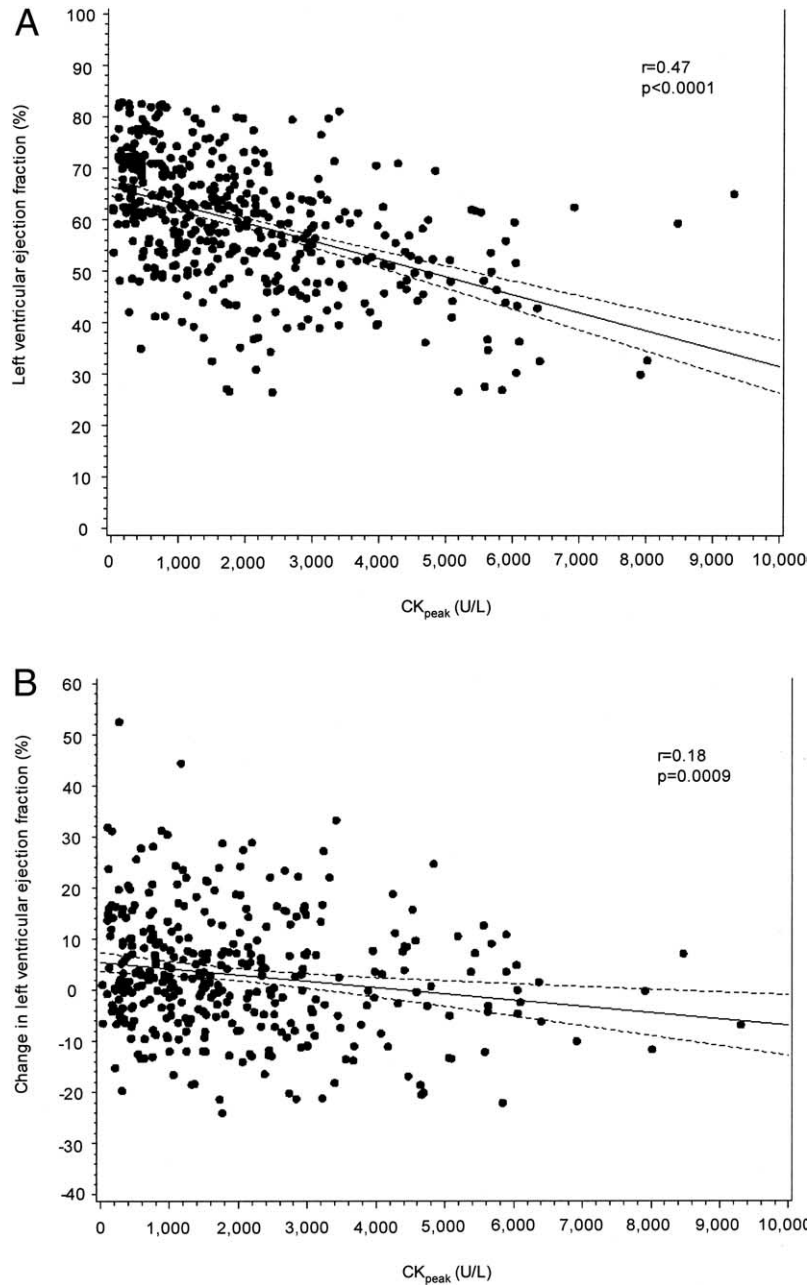 A
r=0.47
p<0.0001
Left ventricular ejection fraction (%)
100
90
80
70
60
50
40
30
20
10
0
0 1,000 2,000 3,000 4,000 5,000 6,000 7,000 8,000 9,000 10,000
CKpeak (U/L)
B
r=0.18
p=0.0009
Change in left ventricular ejection fraction (%)
60
50
40
30
20
10
0
-10
-20
-30
-40
0 1,000 2,000 3,000 4,000 5,000 6,000 7,000 8,000 9,000 10,000
CKpeak (U/L)